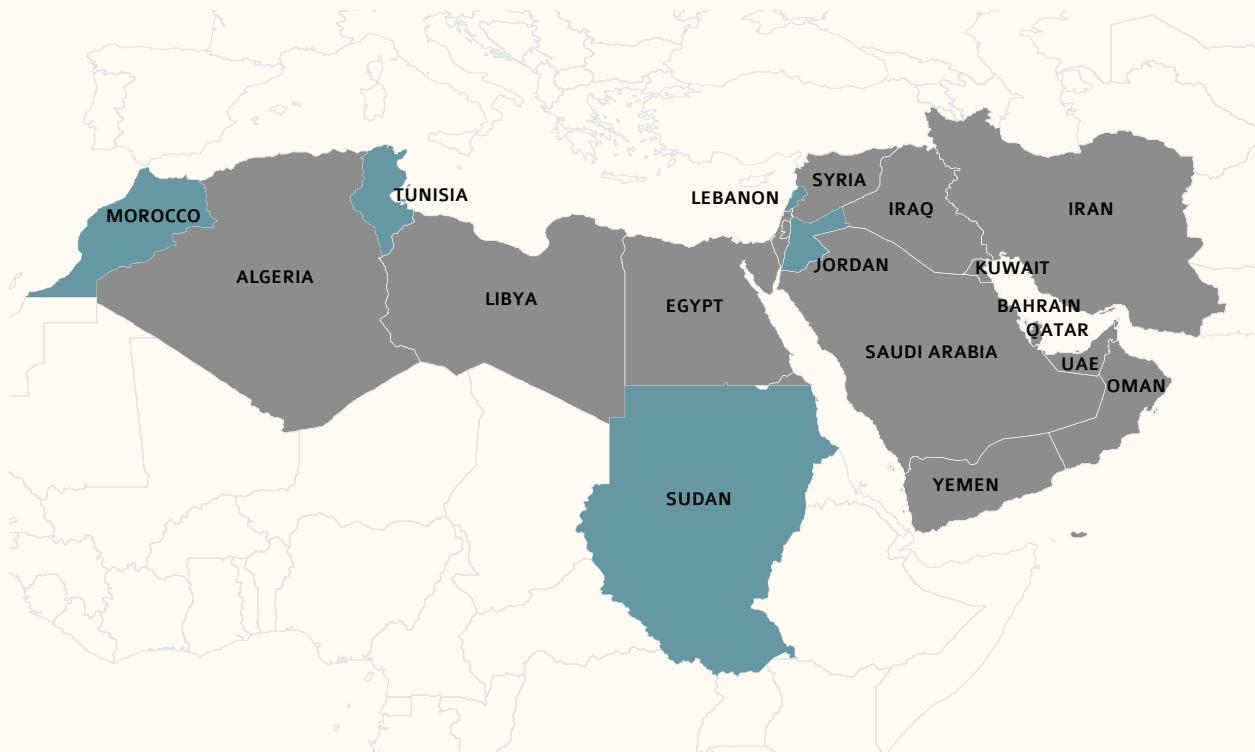 SYRIA
TUNISIA
LEBANON
MOROCCO
IRAQ
IRAN
JORDAN
KUWAIT
ALGERIA
LIBYA
EGYPT
BAHRAIN
QATAR
SAUDI ARABIA
UAE
OMAN
YEMEN
SUDAN